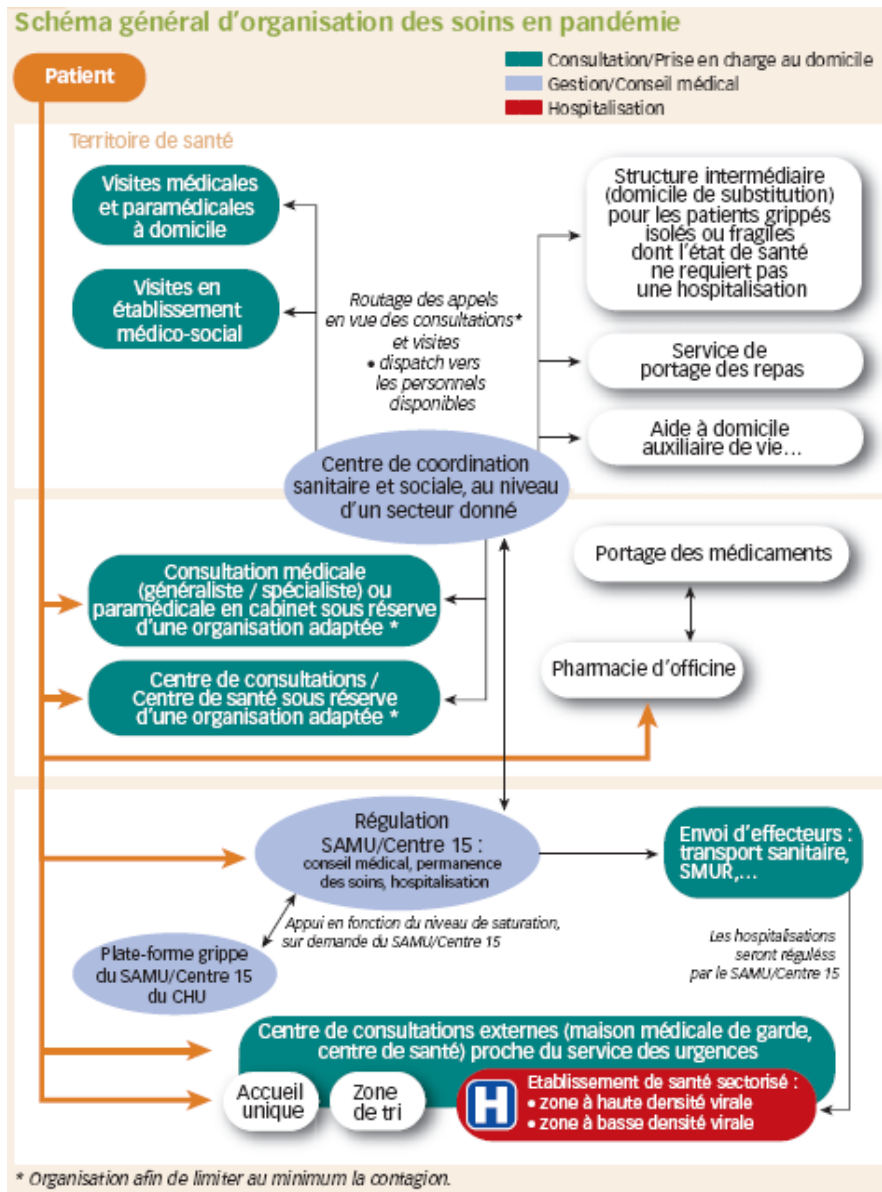 Schéma général d'organisation des soins en pandémie
Patient
Consultation/Prise en charge au domicile
Gestion/Conseil médical
Hospitalisation
Territoire de santé
Visites médicales
et paramédicales
à domicile
Visites en
établissement
médico-social
Routage des appels
en vue des consultations*
et visites
• dispatch vers
les personnels
disponibles
Structure intermédiaire
(domicile de substitution)
pour les patients grippés
isolés ou fragiles
dont l'état de santé
ne requiert pas
une hospitalisation
Service de
portage des repas
Aide à domicile
auxiliaire de vie...
Centre de coordination
sanitaire et sociale, au niveau
d'un secteur donné
Consultation médicale
(généraliste / spécialiste) ou
paramédicale en cabinet sous réserve
d'une organisation adaptée *
Centre de consultations /
Centre de santé sous réserve
d'une organisation adaptée *
Portage des médicaments
Pharmacie d'officine
Régulation
SAMU/Centre 15 :
conseil médical, permanence
des soins, hospitalisation
Envoi d'effecteurs :
transport sanitaire,
SMUR,...
Appui en fonction du niveau de saturation,
sur demande du SAMU/Centre 15
Plate-forme grippe
du SAMU/Centre 15
du CHU
Les hospitalisations
seront réguléss
par le SAMU/Centre 15
Centre de consultations externes (maison médicale de garde,
centre de santé) proche du service des urgences
Accueil
unique
Zone
de tri
H
Etablissement de santé sectorisé :
• zone à haute densité virale
• zone à basse densité virale
* Organisation afin de limiter au minimum la contagion.